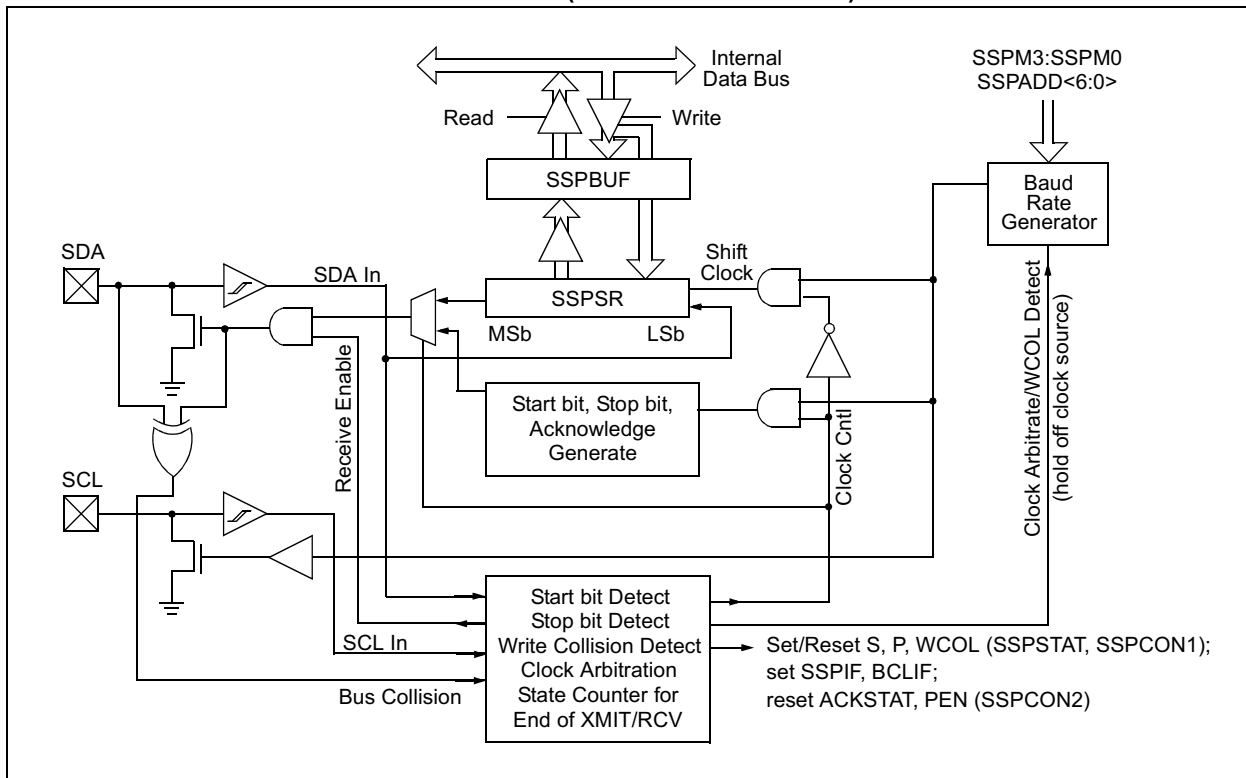 Internal
Data Bus
SSPM3:SSPM0
SSPADD<6:0>
Read
Write
SSPBUF
Baud
Rate
Generator
SDA
SDA In
Shift
Clock
SSPSR
MSb
LSb
Receive Enable
Start bit, Stop bit,
Acknowledge
Generate
Clock Cntl
Clock Arbitrate/WCOL Detect
(hold off clock source)
SCL
Start bit Detect
Stop bit Detect
Write Collision Detect
Clock Arbitration
State Counter for
End of XMIT/RCV
SCL In
Bus Collision
Set/Reset S, P, WCOL (SSPSTAT, SSPCON1);
set SSPIF, BCLIF;
reset ACKSTAT, PEN (SSPCON2)